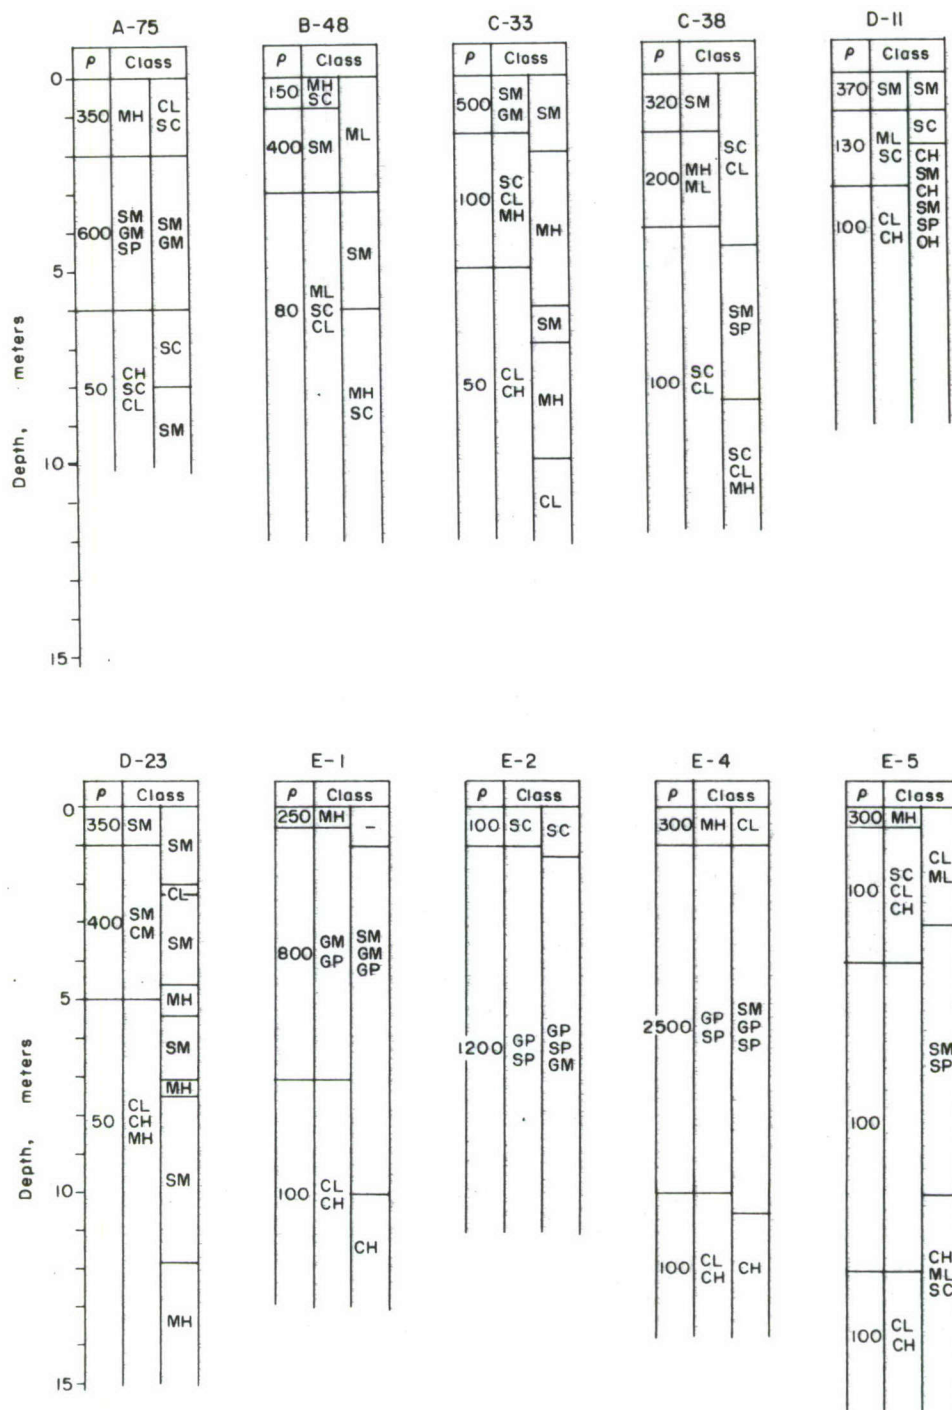 A-75
ρ Class
0
350 MH CL SC
600 SM GM SP SM GM
5
50 CH SC CL SC
SM
10
15
Depth, meters
B-48
ρ Class
150 MH SC ML
400 SM
80 ML SC CL SM
MH SC
C-33
ρ Class
500 SM GM SM
100 SC CL MH MH
SM
50 CL CH MH
CL
C-38
ρ Class
320 SM SC CL
200 MH ML
100 SC CL SM SP
SC CL MH
D-11
ρ Class
370 SM SM
130 ML SC SC
100 CL CH CH SM CH SM SP OH
D-23
ρ Class
0
350 SM SM
CL
400 SM CM SM
5
MH
SM
MH
50 CL CH MH SM
10
MH
15
Depth, meters
E-1
ρ Class
250 MH –
800 GM GP SM GM GP
100 CL CH CH
E-2
ρ Class
100 SC SC
1200 GP SP GP SP GM
E-4
ρ Class
300 MH CL
2500 GP SP SM GP SP
100 CL CH CH
E-5
ρ Class
300 MH CL ML
100 SC CL CH
100 SM SP
CH ML SC
100 CL CH